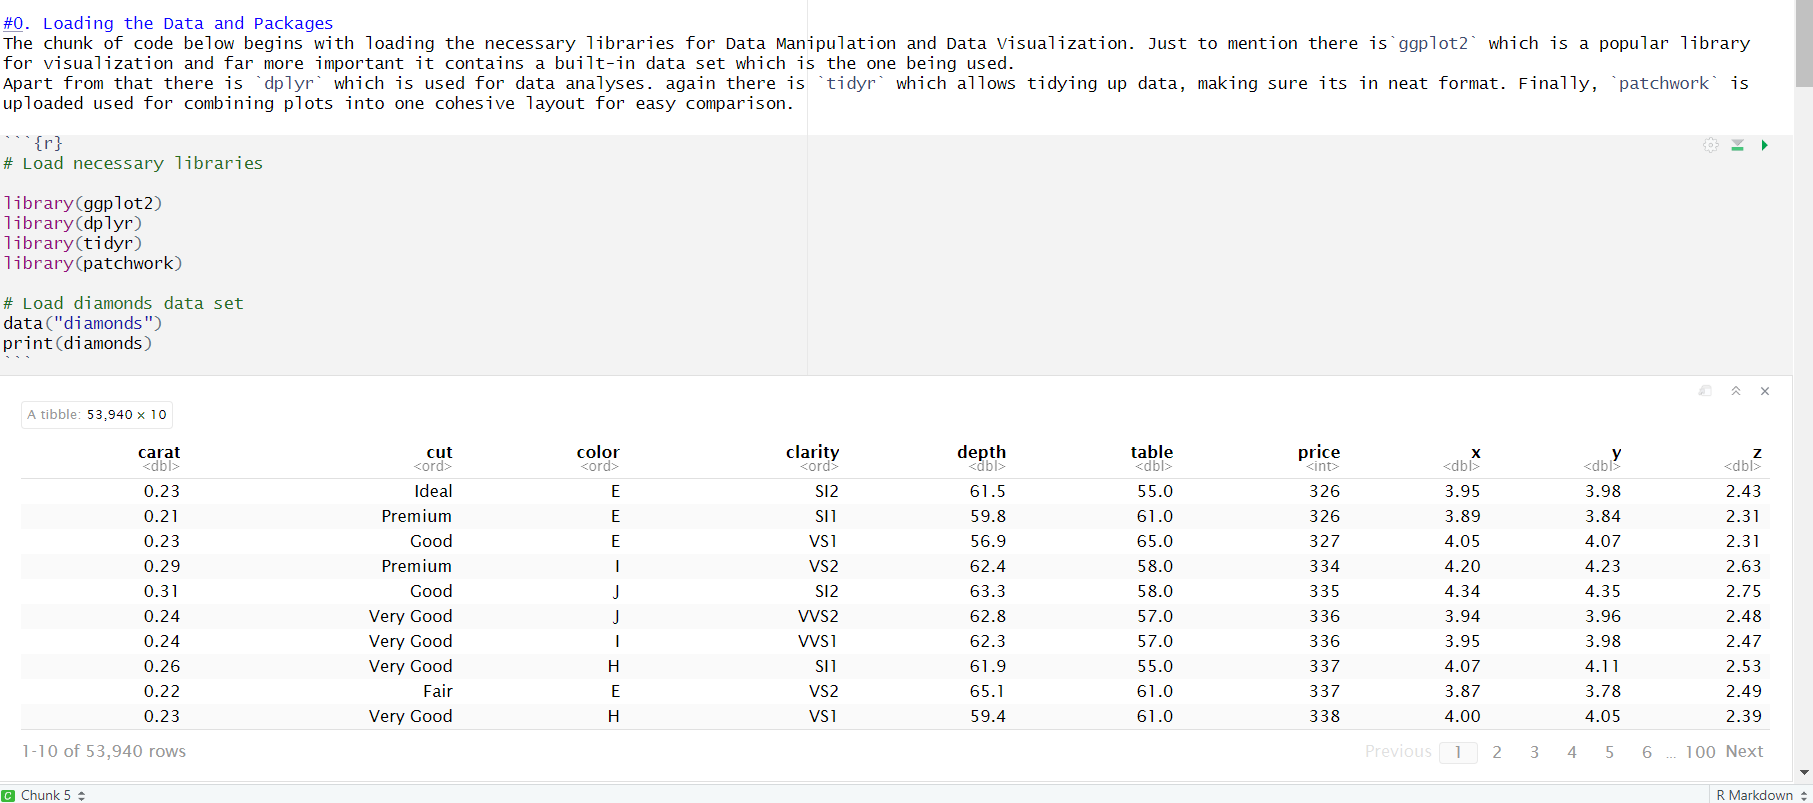 #0. Loading the Data and Packages
The chunk of code below begins with loading the necessary libraries for Data Manipulation and Data Visualization. Just to mention there is`ggplot2` which is a popular library
for visualization and far more important it contains a built-in data set which is the one being used.
Apart from that there is `dplyr` which is used for data analyses. again there is `tidyr` which allows tidying up data, making sure its in neat format. Finally, `patchwork` is
uploaded used for combining plots into one cohesive layout for easy comparison.
```{r}
# Load necessary libraries
library(ggplot2)
library(dplyr)
library(tidyr)
library(patchwork)
# Load diamonds data set
data("diamonds")
print(diamonds)
```
A tibble: 53,940 × 10
carat cut color clarity depth table price x y z
<dbl> <ord> <ord> <ord> <dbl> <dbl> <int> <dbl> <dbl> <dbl>
0.23 Ideal E SI2 61.5 55.0 326 3.95 3.98 2.43
0.21 Premium E SI1 59.8 61.0 326 3.89 3.84 2.31
0.23 Good E VS1 56.9 65.0 327 4.05 4.07 2.31
0.29 Premium I VS2 62.4 58.0 334 4.20 4.23 2.63
0.31 Good J SI2 63.3 58.0 335 4.34 4.35 2.75
0.24 Very Good J VVS2 62.8 57.0 336 3.94 3.96 2.48
0.24 Very Good I VVS1 62.3 57.0 336 3.95 3.98 2.47
0.26 Very Good H SI1 61.9 55.0 337 4.07 4.11 2.53
0.22 Fair E VS2 65.1 61.0 337 3.87 3.78 2.49
0.23 Very Good H VS1 59.4 61.0 338 4.00 4.05 2.39
1-10 of 53,940 rows Previous 1 2 3 4 5 6 ... 100 Next
C Chunk 5 R Markdown